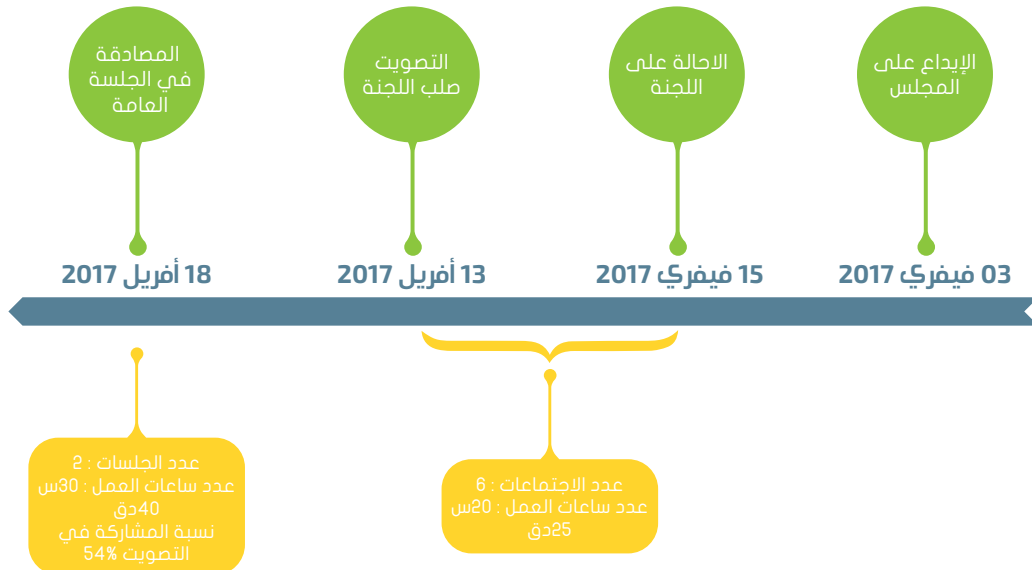 الإيداع على
المجلس
الاحالة على
اللجنة
التصويت
صلب اللجنة
المصادقة
في الجلسة
العامة
03 فيفري 2017
15 فيفري 2017
13 أفريل 2017
18 أفريل 2017
عدد الاجتماعات : 6
عدد ساعات العمل : 20س
25دق
عدد الجلسات : 2
عدد ساعات العمل : 30س
40دق
نسبة المشاركة في
التصويت %54